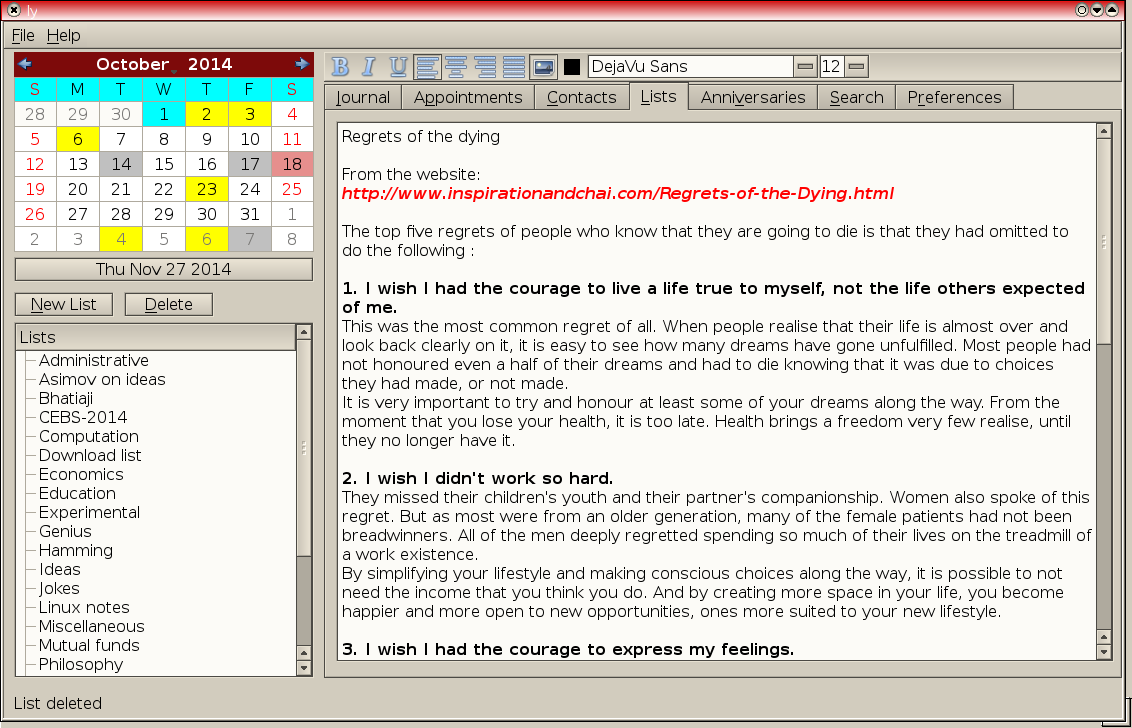 ly
File Help
October 2014
S M T W T F S
28 29 30 1 2 3 4
5 6 7 8 9 10 11
12 13 14 15 16 17 18
19 20 21 22 23 24 25
26 27 28 29 30 31 1
2 3 4 5 6 7 8
Thu Nov 27 2014
New List Delete
Lists
Administrative
Asimov on ideas
Bhatiaji
CEBS-2014
Computation
Download list
Economics
Education
Experimental
Genius
Hamming
Ideas
Jokes
Linux notes
Miscellaneous
Mutual funds
Philosophy
B I U DejaVu Sans 12
Journal Appointments Contacts Lists Anniversaries Search Preferences
Regrets of the dying
From the website:
http://www.inspirationandchai.com/Regrets-of-the-Dying.html
The top five regrets of people who know that they are going to die is that they had omitted to
do the following :
1. I wish I had the courage to live a life true to myself, not the life others expected
of me.
This was the most common regret of all. When people realise that their life is almost over and
look back clearly on it, it is easy to see how many dreams have gone unfulfilled. Most people had
not honoured even a half of their dreams and had to die knowing that it was due to choices
they had made, or not made.
It is very important to try and honour at least some of your dreams along the way. From the
moment that you lose your health, it is too late. Health brings a freedom very few realise, until
they no longer have it.
2. I wish I didn't work so hard.
They missed their children's youth and their partner's companionship. Women also spoke of this
regret. But as most were from an older generation, many of the female patients had not been
breadwinners. All of the men deeply regretted spending so much of their lives on the treadmill of
a work existence.
By simplifying your lifestyle and making conscious choices along the way, it is possible to not
need the income that you think you do. And by creating more space in your life, you become
happier and more open to new opportunities, ones more suited to your new lifestyle.
3. I wish I had the courage to express my feelings.
List deleted